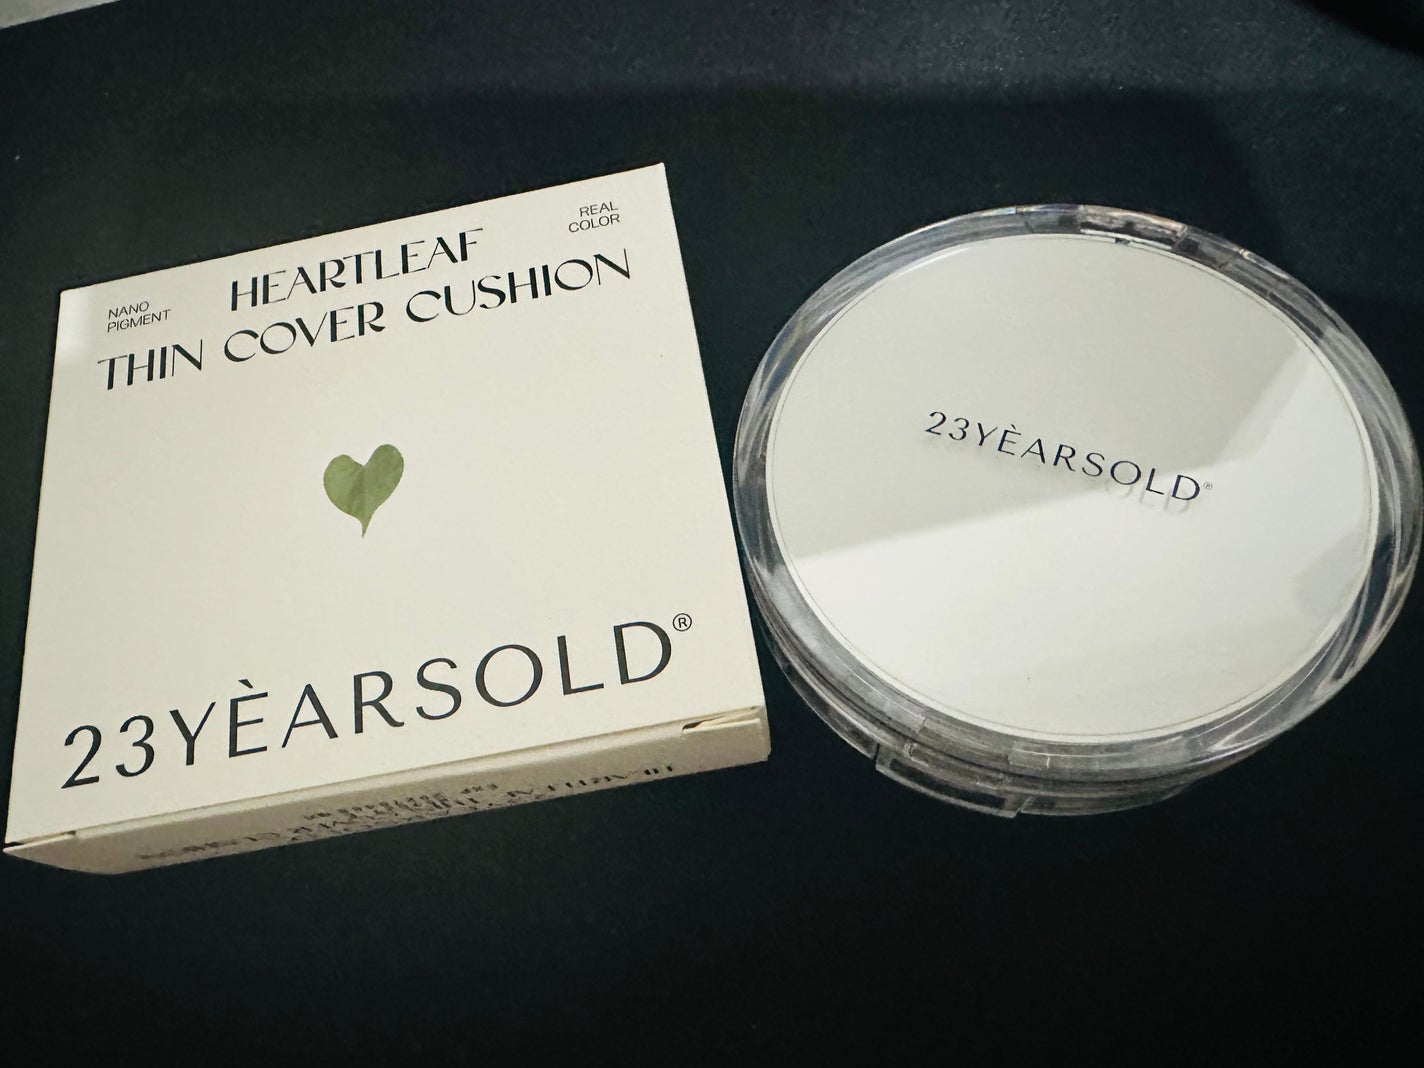 NANO
PIGMENT
REAL
COLOR
HEARTLEAF
THIN COVER CUSHION
23YÈARSOLD®
23YÈARSOLD®